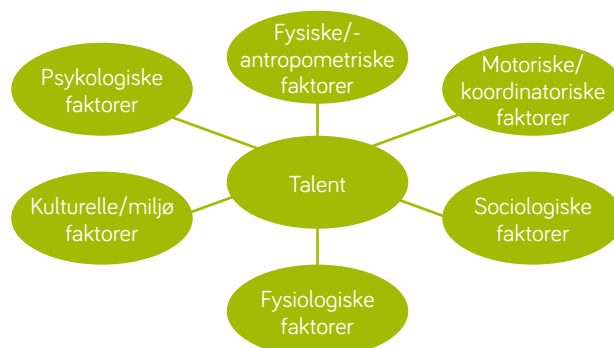 Fysiske/-
antropometriske
faktorer
Psykologiske
faktorer
Motoriske/
koordinatoriske
faktorer
Talent
Kulturelle/miljø
faktorer
Sociologiske
faktorer
Fysiologiske
faktorer